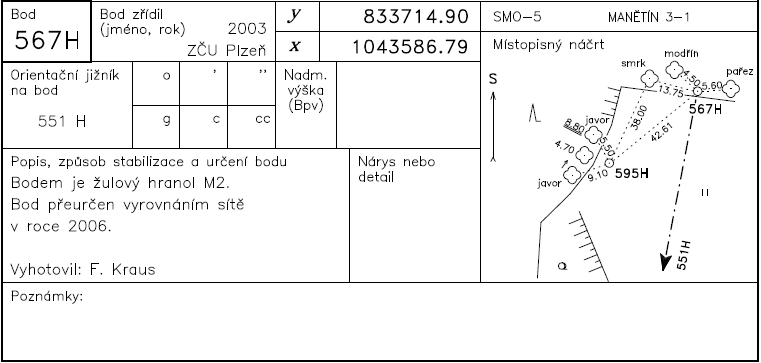 Bod
567H
Bod zřídil
(jméno, rok)
2003
ZČU Plzeň
y
833714.90
x
1043586.79
SMO-5
MANĚTÍN 3-1
Orientační jižník
na bod
551 H
o
'
''
g
c
cc
Nadm.
výška
(Bpv)
Místopisný náčrt
S
smrk
modřín
pařez
4.50
5.60
13.75
567H
38.00
42.61
javor
8.80
5.50
4.70
595H
9.10
javor
551H
Popis, způsob stabilizace a určení bodu
Bodem je žulový hranol M2.
Bod přeurčen vyrovnáním sítě
v roce 2006.
Vyhotovil: F. Kraus
Nárys nebo
detail
Poznámky: